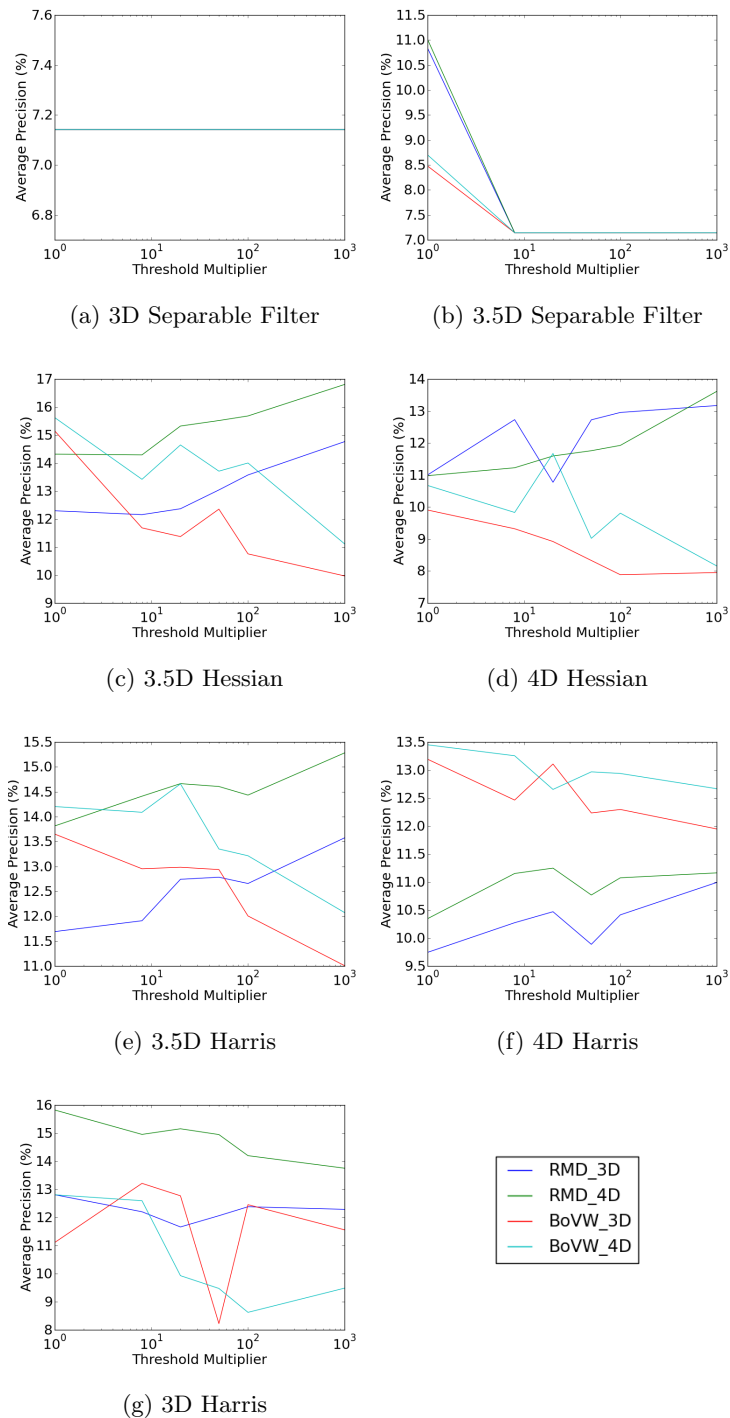 7.6
7.4
7.2
7.0
6.8
Average Precision (%)
10^0 10^1 10^2 10^3
Threshold Multiplier
(a) 3D Separable Filter
11.5
11.0
10.5
10.0
9.5
9.0
8.5
8.0
7.5
7.0
Average Precision (%)
10^0 10^1 10^2 10^3
Threshold Multiplier
(b) 3.5D Separable Filter
17
16
15
14
13
12
11
10
9
Average Precision (%)
10^0 10^1 10^2 10^3
Threshold Multiplier
(c) 3.5D Hessian
14
13
12
11
10
9
8
7
Average Precision (%)
10^0 10^1 10^2 10^3
Threshold Multiplier
(d) 4D Hessian
15.5
15.0
14.5
14.0
13.5
13.0
12.5
12.0
11.5
11.0
Average Precision (%)
10^0 10^1 10^2 10^3
Threshold Multiplier
(e) 3.5D Harris
13.5
13.0
12.5
12.0
11.5
11.0
10.5
10.0
9.5
Average Precision (%)
10^0 10^1 10^2 10^3
Threshold Multiplier
(f) 4D Harris
16
15
14
13
12
11
10
9
8
Average Precision (%)
10^0 10^1 10^2 10^3
Threshold Multiplier
(g) 3D Harris
RMD_3D
RMD_4D
BoVW_3D
BoVW_4D